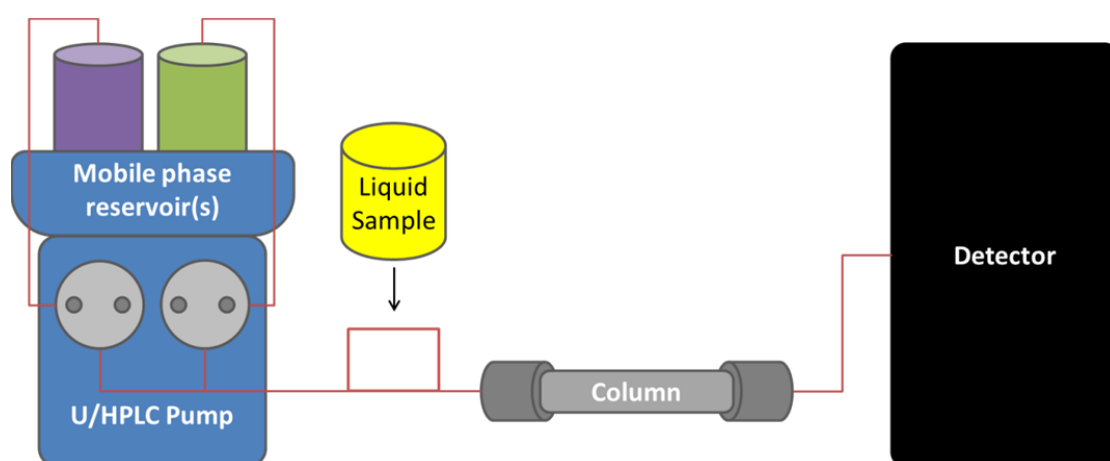 Mobile phase
reservoir(s)
Liquid
Sample
Detector
Column
U/HPLC Pump